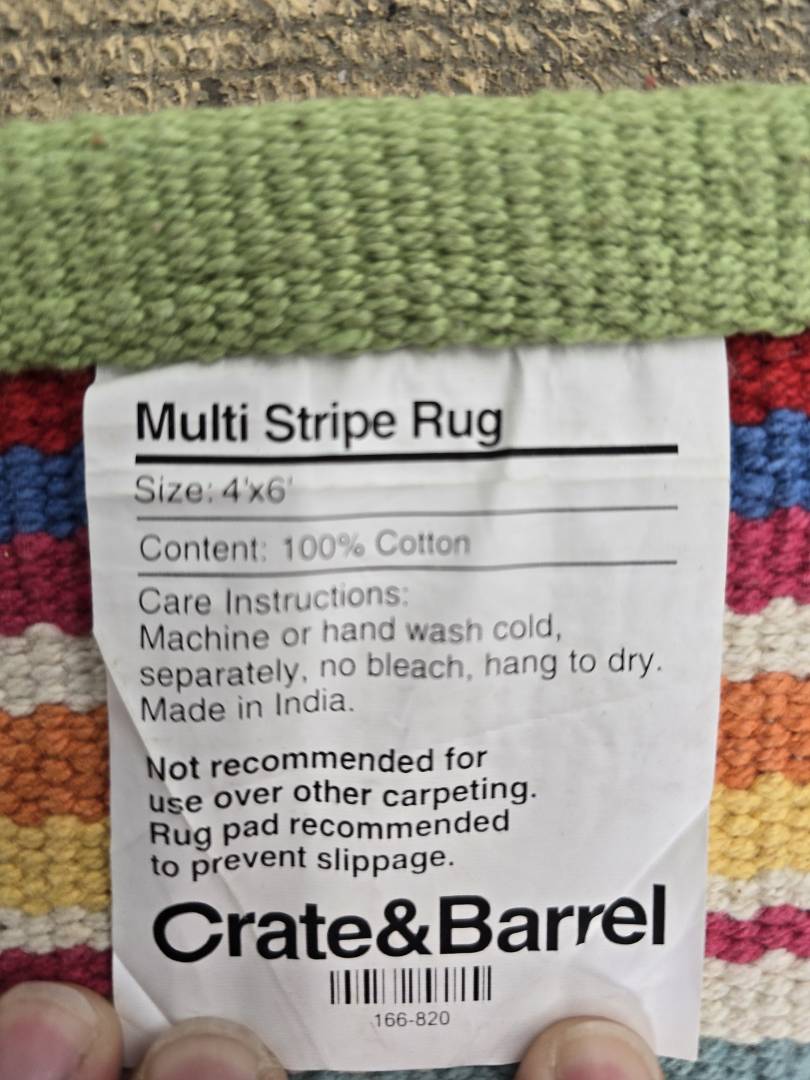 Multi Stripe Rug
Size: 4'x6'
Content: 100% Cotton
Care Instructions:
Machine or hand wash cold,
separately, no bleach, hang to dry.
Made in India.
Not recommended for
use over other carpeting.
Rug pad recommended
to prevent slippage.
Crate&Barrel
166-820